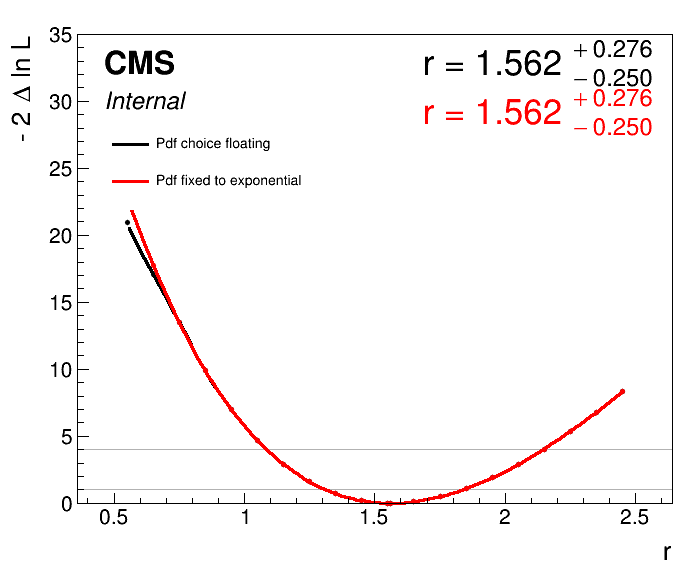 - 2 Δ ln L
35
30
25
20
15
10
5
0
CMS
Internal
r = 1.562 + 0.276 − 0.250
r = 1.562 + 0.276 − 0.250
Pdf choice floating
Pdf fixed to exponential
0.5 1 1.5 2 2.5
r